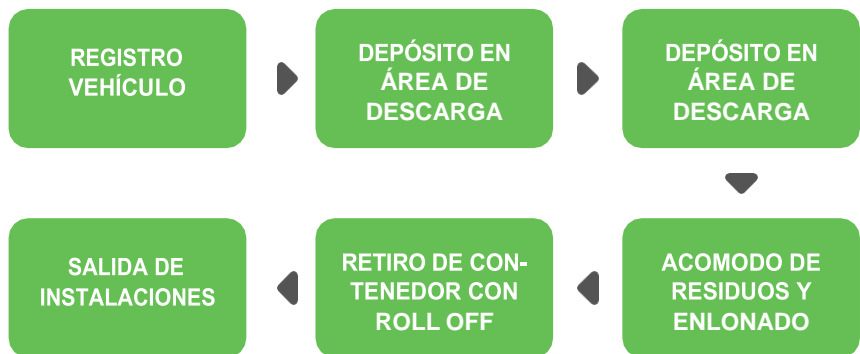 REGISTRO
VEHÍCULO
DEPÓSITO EN
ÁREA DE
DESCARGA
DEPÓSITO EN
ÁREA DE
DESCARGA
ACOMODO DE
RESIDUOS Y
ENLONADO
RETIRO DE CON-
TENEDOR CON
ROLL OFF
SALIDA DE
INSTALACIONES